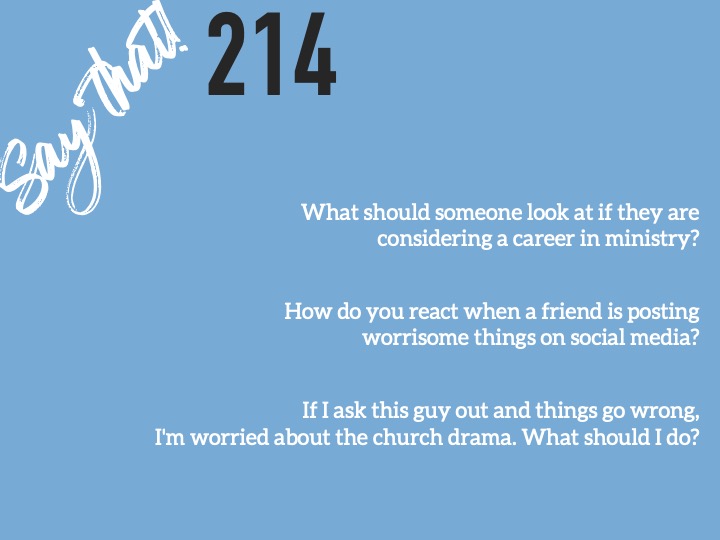 Say that!
214
What should someone look at if they are
considering a career in ministry?
How do you react when a friend is posting
worrisome things on social media?
If I ask this guy out and things go wrong,
I'm worried about the church drama. What should I do?